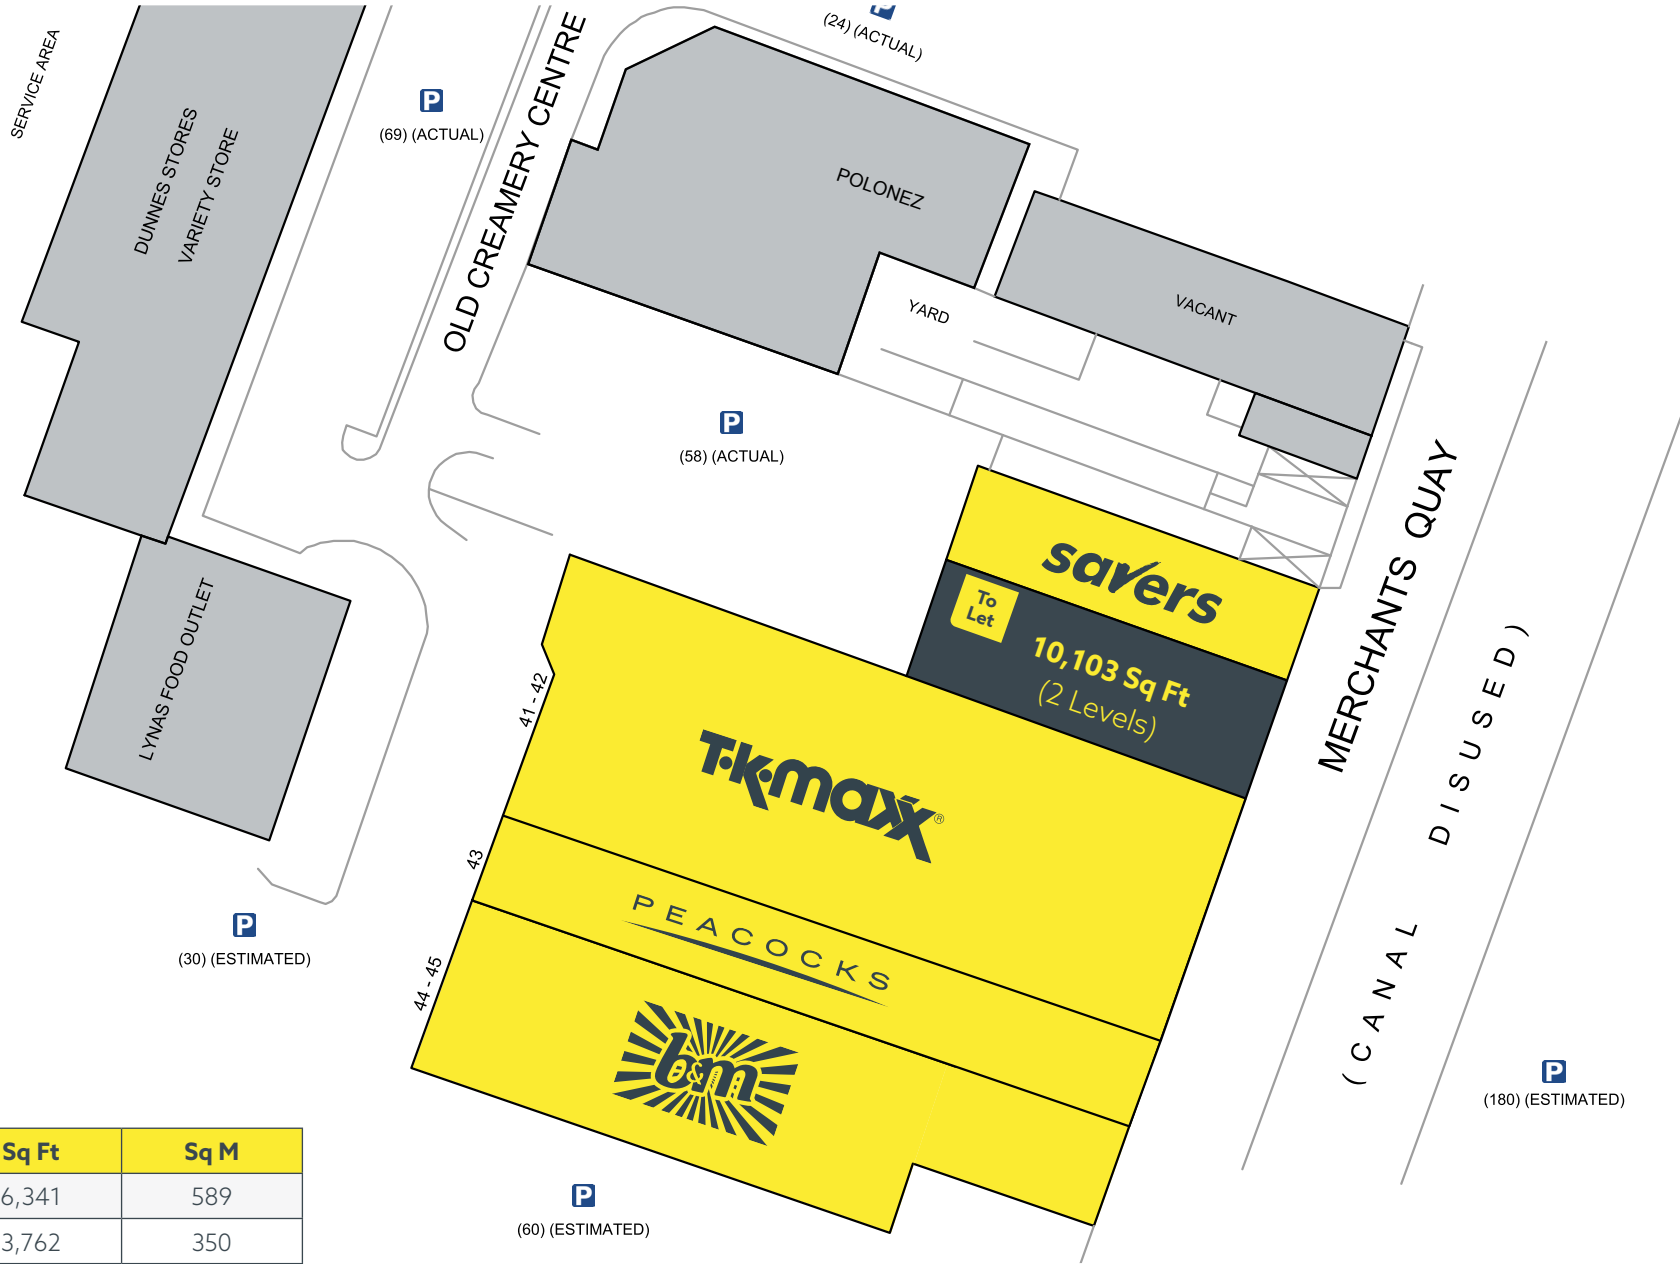 SERVICE AREA
DUNNES STORES
VARIETY STORE
P
(69) (ACTUAL)
OLD CREAMERY CENTRE
P
(24) (ACTUAL)
POLONEZ
YARD
VACANT
P
(58) (ACTUAL)
LYNAS FOOD OUTLET
savers
To
Let
10,103 Sq Ft
(2 Levels)
MERCHANTS QUAY
(CANAL DISUSED)
41 - 42
T·k·maxx®
43
PEACOCKS
44 - 45
b&m
P
(30) (ESTIMATED)
P
(180) (ESTIMATED)
P
(60) (ESTIMATED)
Sq Ft Sq M
6,341 589
3,762 350